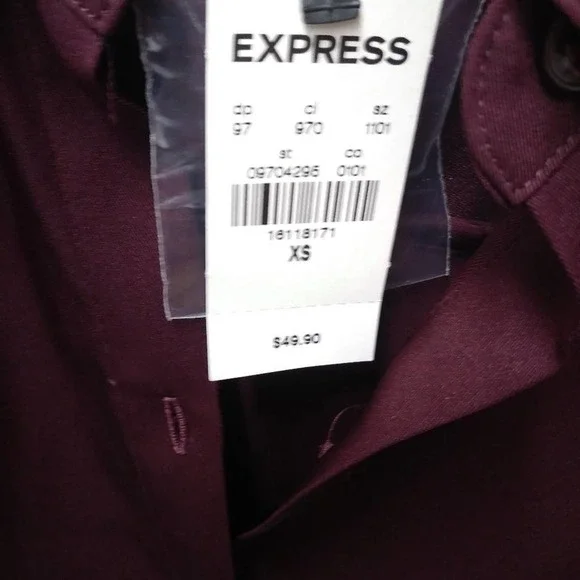 EXPRESS
dp cl sz
97 970 1101
st co
09704296 0101
16118171
XS
$49.90